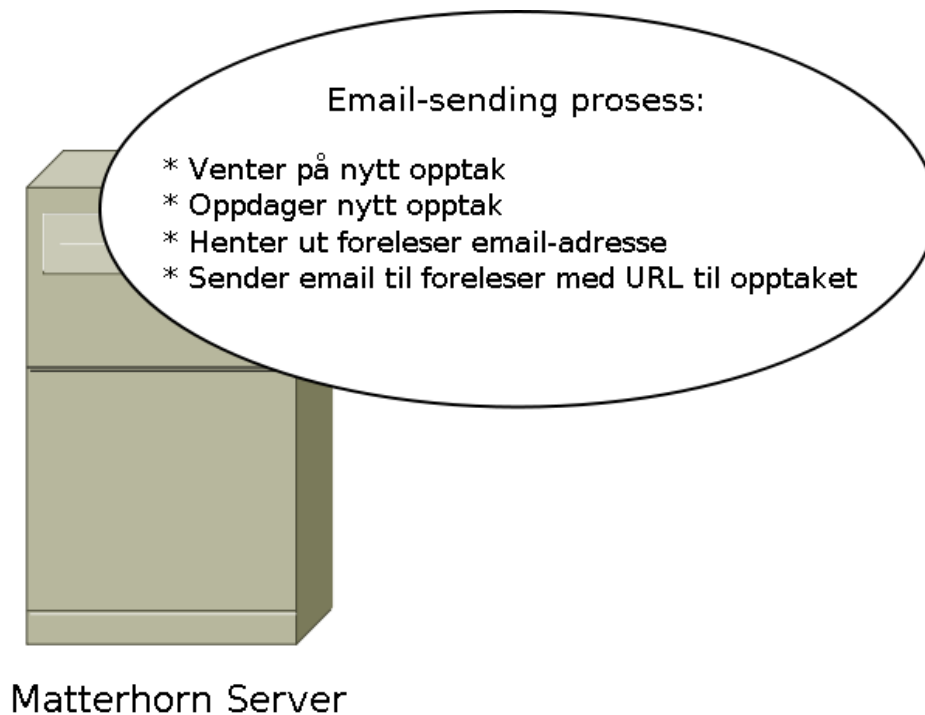 Email-sending prosess:
* Venter på nytt opptak
* Oppdager nytt opptak
* Henter ut foreleser email-adresse
* Sender email til foreleser med URL til opptaket
Matterhorn Server